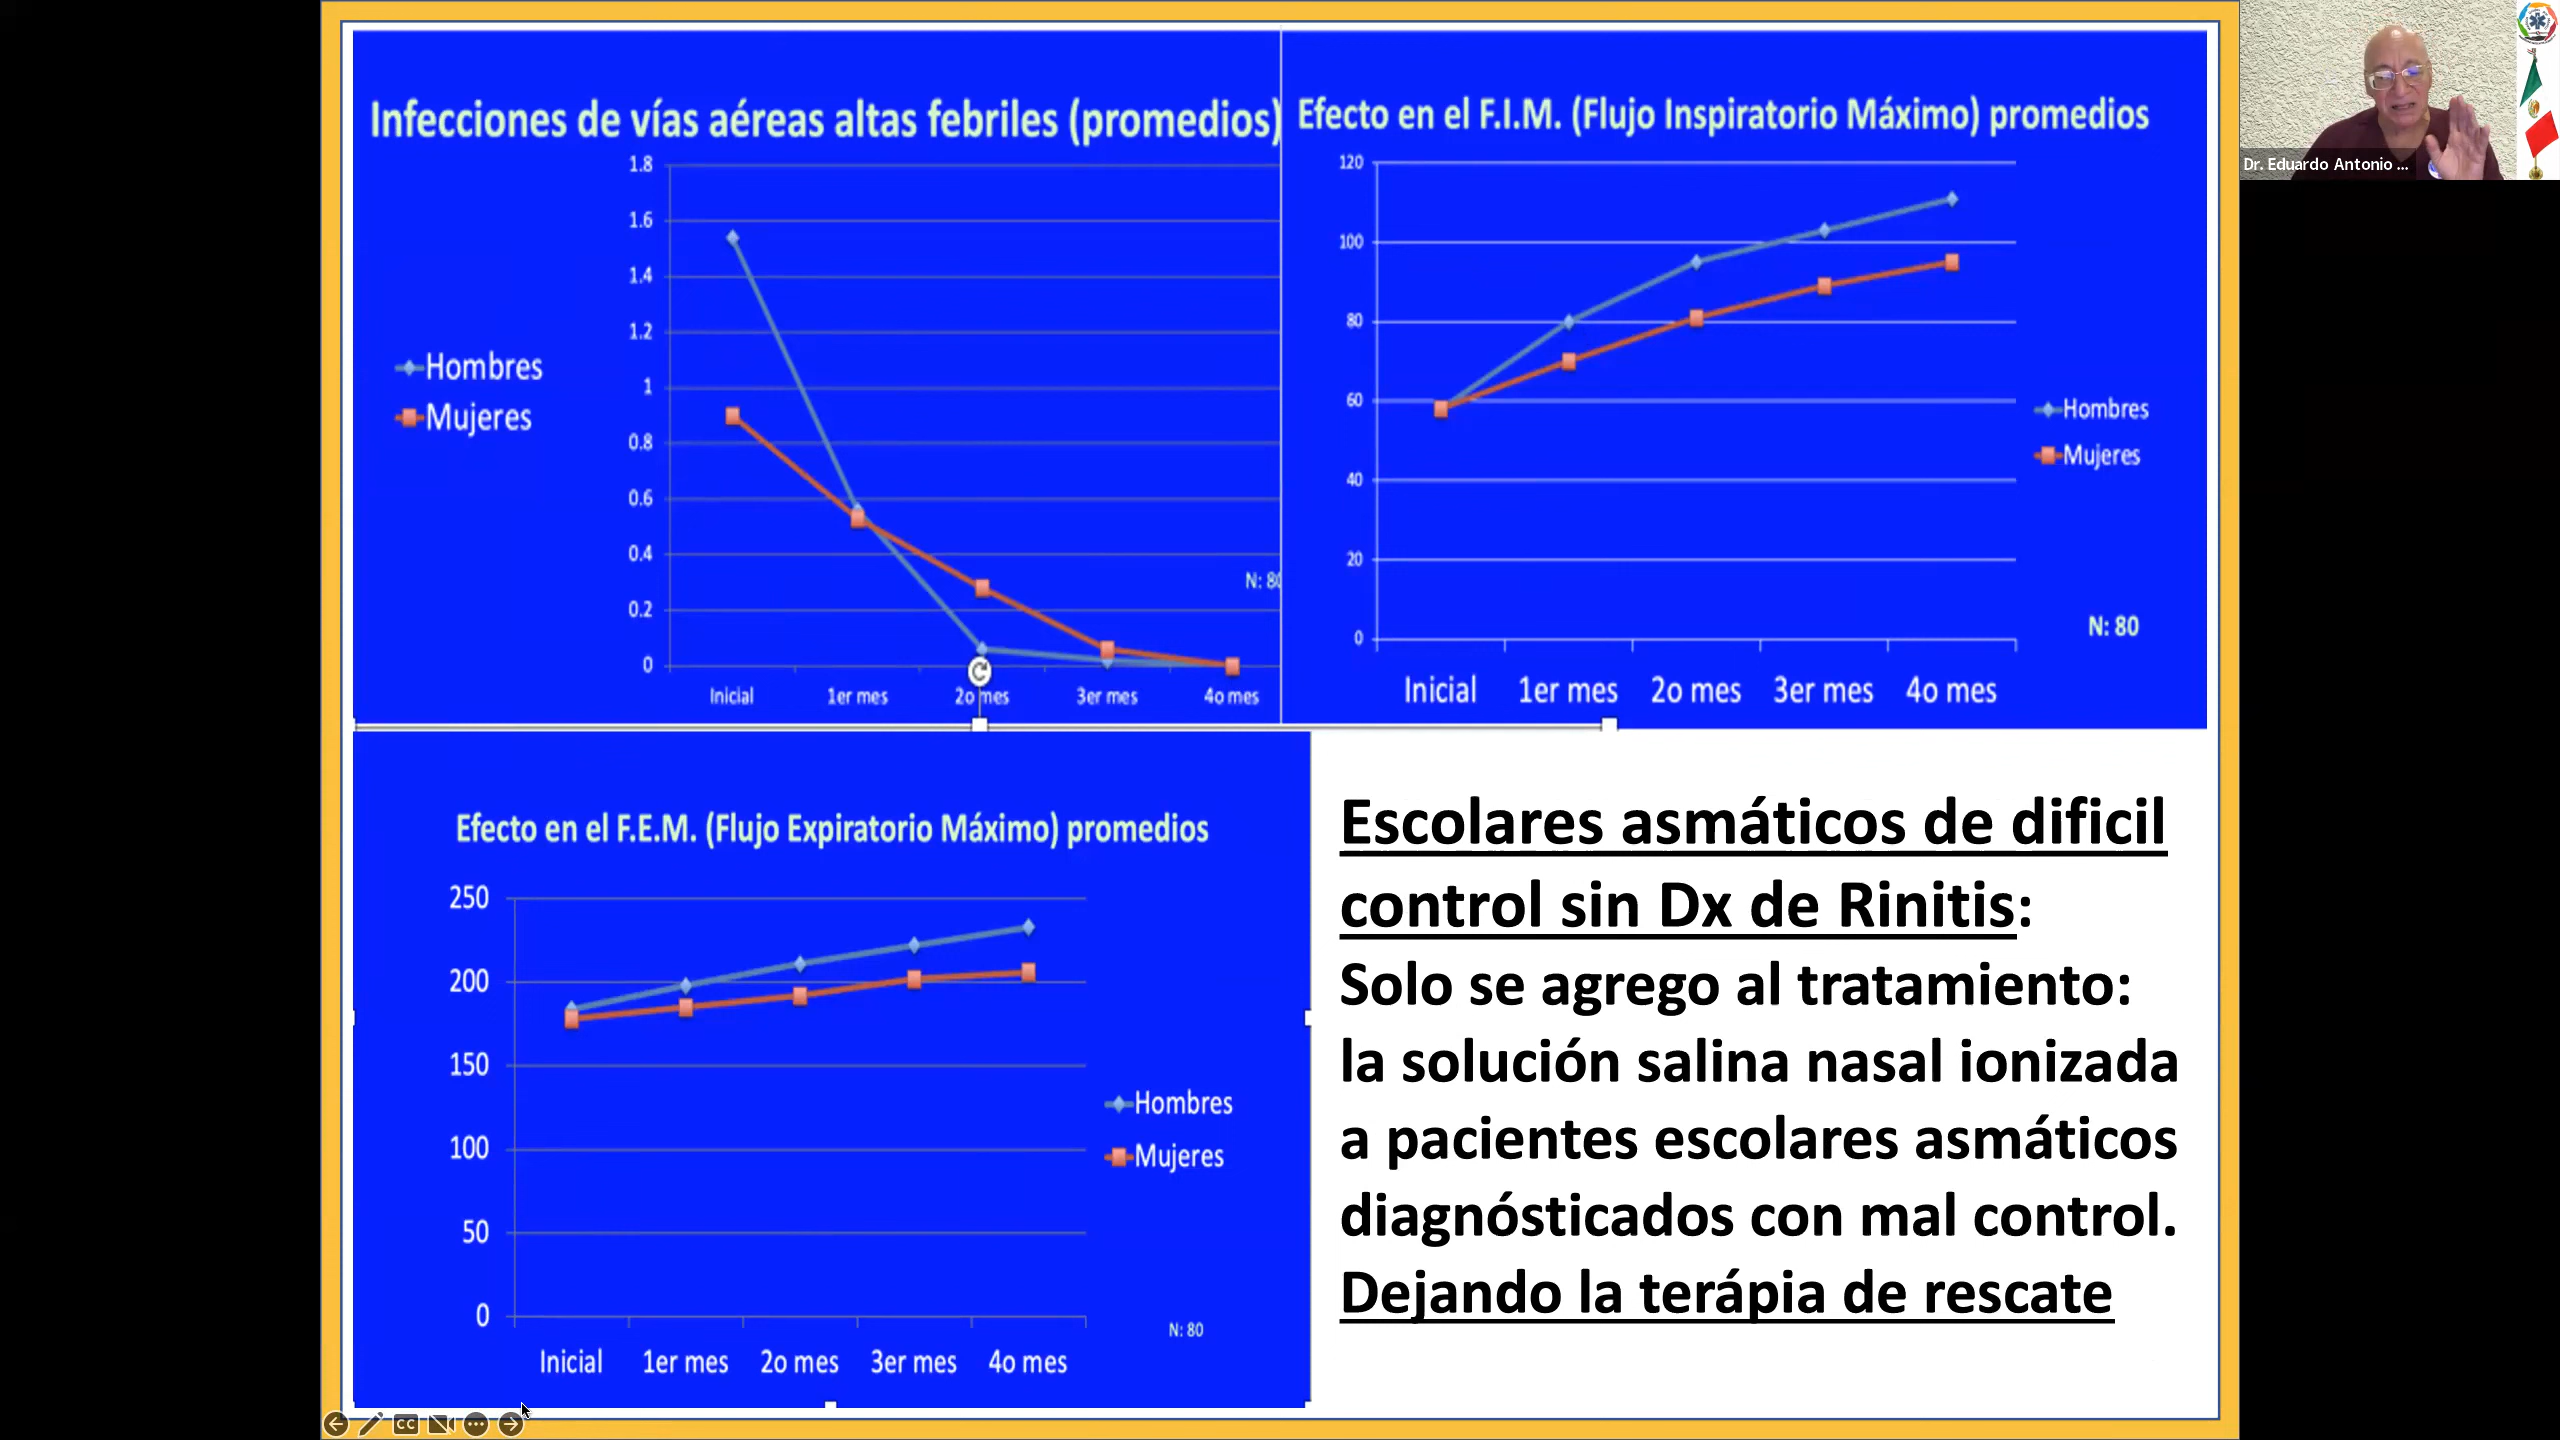 Infecciones de vías aéreas altas febriles (promedios)
1.8
1.6
1.4
1.2
1
0.8
0.6
0.4
0.2
0
Hombres
Mujeres
N: 80
Inicial 1er mes 2o mes 3er mes 4o mes
Efecto en el F.I.M. (Flujo Inspiratorio Máximo) promedios
120
100
80
60
40
20
0
Hombres
Mujeres
N: 80
Inicial 1er mes 2o mes 3er mes 4o mes
Dr. Eduardo Antonio ...
Efecto en el F.E.M. (Flujo Expiratorio Máximo) promedios
250
200
150
100
50
0
Hombres
Mujeres
N: 80
Inicial 1er mes 2o mes 3er mes 4o mes
Escolares asmáticos de dificil
control sin Dx de Rinitis:
Solo se agrego al tratamiento:
la solución salina nasal ionizada
a pacientes escolares asmáticos
diagnósticados con mal control.
Dejando la terápia de rescate
CC